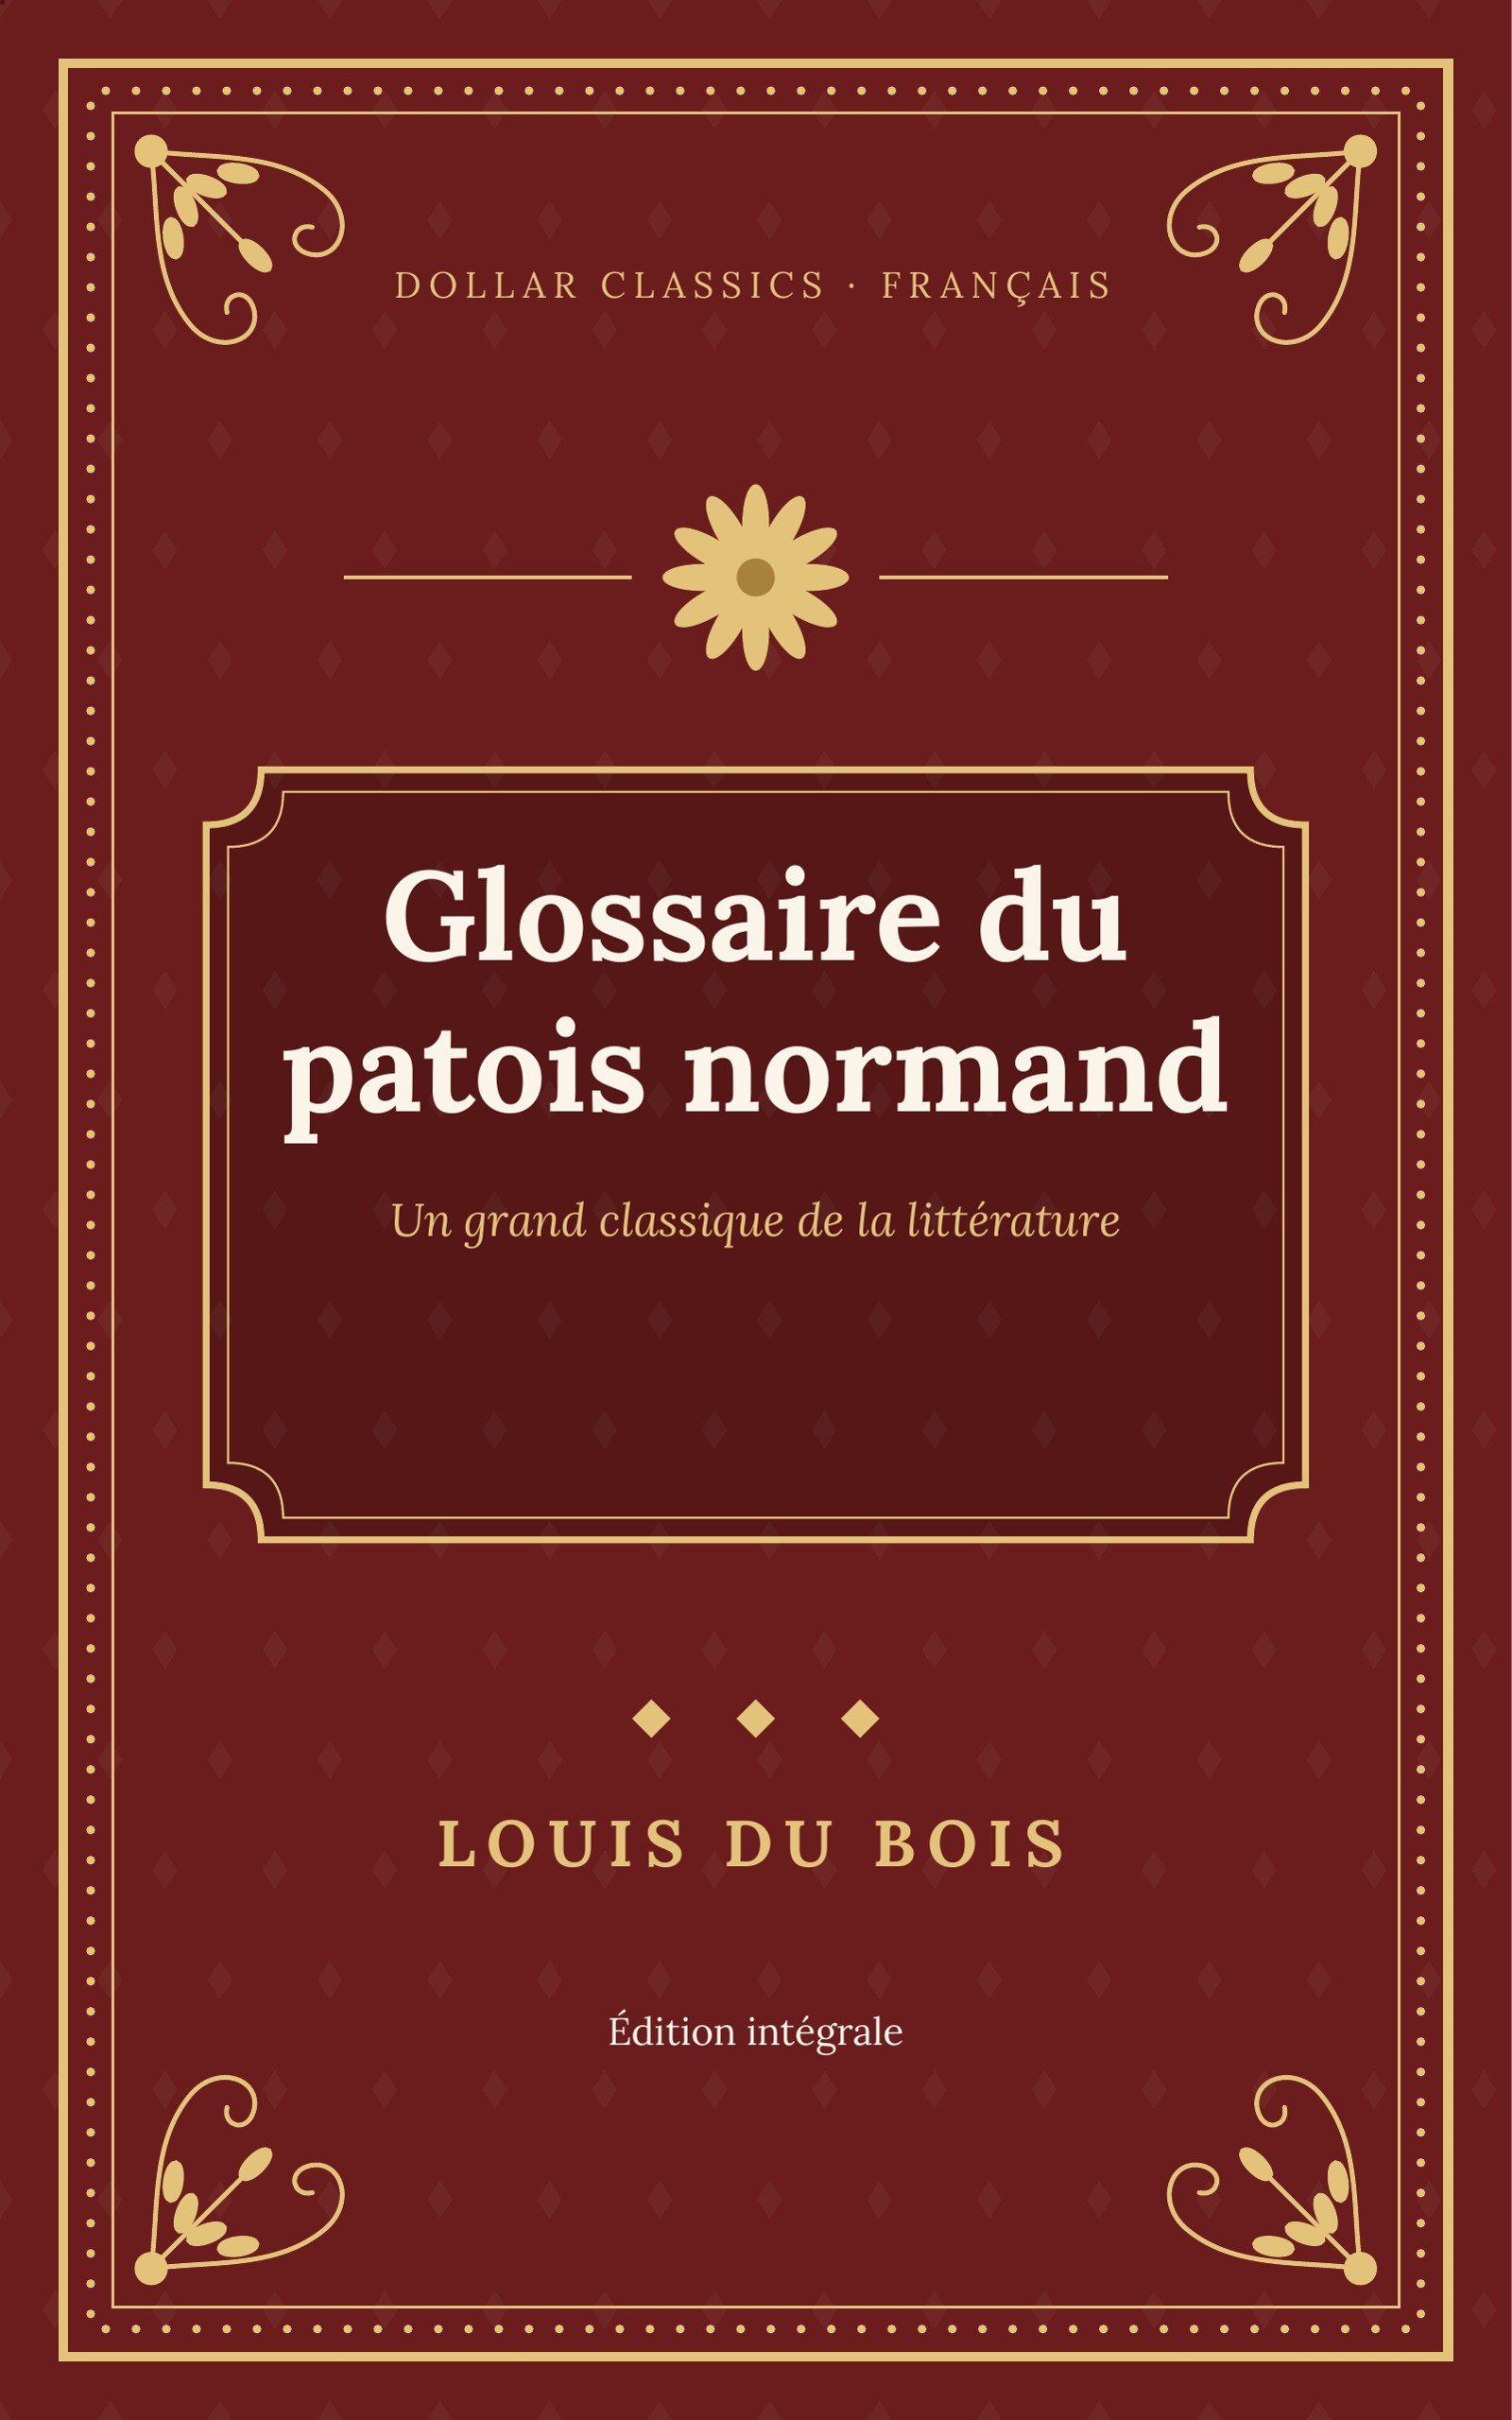 DOLLAR CLASSICS · FRANÇAIS
Glossaire du
patois normand
Un grand classique de la littérature
LOUIS DU BOIS
Édition intégrale